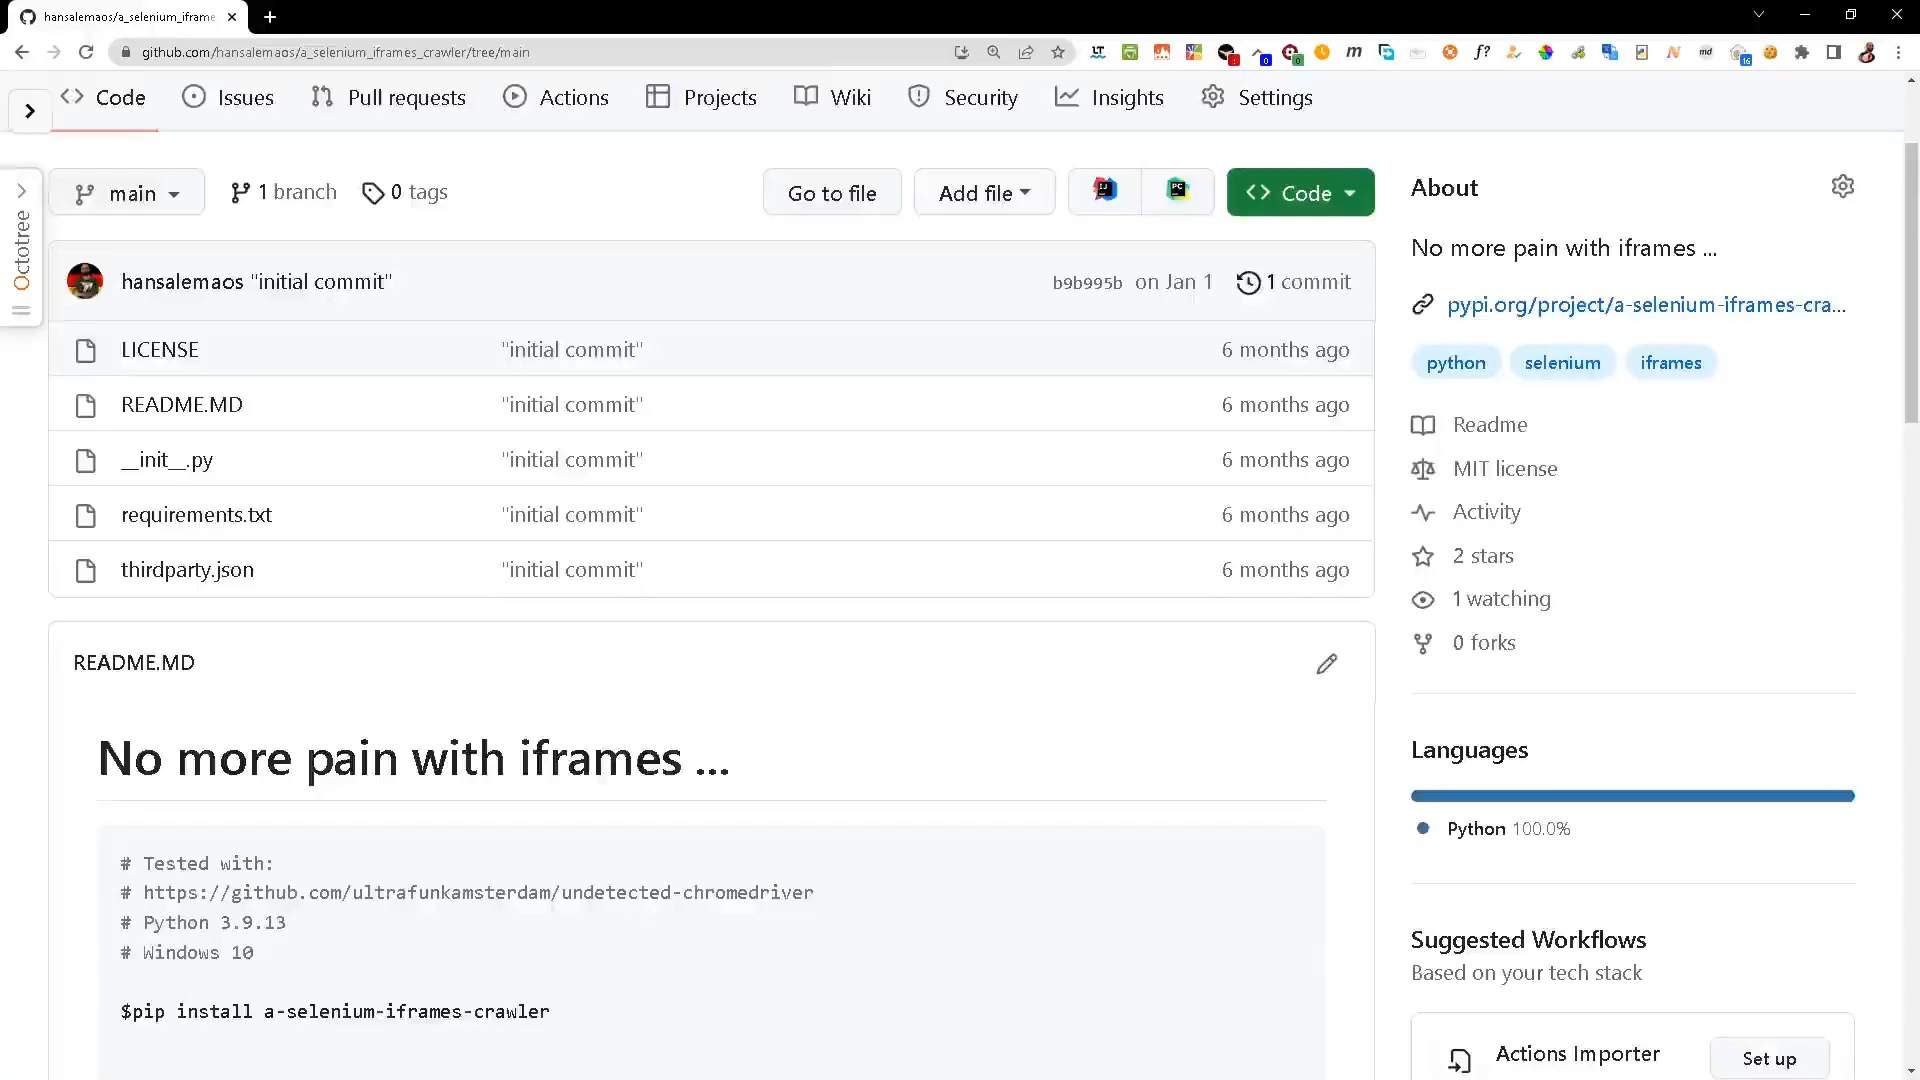 hansalemaos/a_selenium_iframe
github.com/hansalemaos/a_selenium_iframes_crawler/tree/main
Code
Issues
Pull requests
Actions
Projects
Wiki
Security
Insights
Settings
Octotree
main
1 branch
0 tags
Go to file
Add file
Code
hansalemaos "initial commit"
b9b995b on Jan 1
1 commit
LICENSE "initial commit" 6 months ago
README.MD "initial commit" 6 months ago
__init__.py "initial commit" 6 months ago
requirements.txt "initial commit" 6 months ago
thirdparty.json "initial commit" 6 months ago
README.MD
No more pain with iframes ...
# Tested with:
# https://github.com/ultrafunkamsterdam/undetected-chromedriver
# Python 3.9.13
# Windows 10
$pip install a-selenium-iframes-crawler
About
No more pain with iframes ...
pypi.org/project/a-selenium-iframes-cra...
python selenium iframes
Readme
MIT license
Activity
2 stars
1 watching
0 forks
Languages
Python 100.0%
Suggested Workflows
Based on your tech stack
Actions Importer
Set up